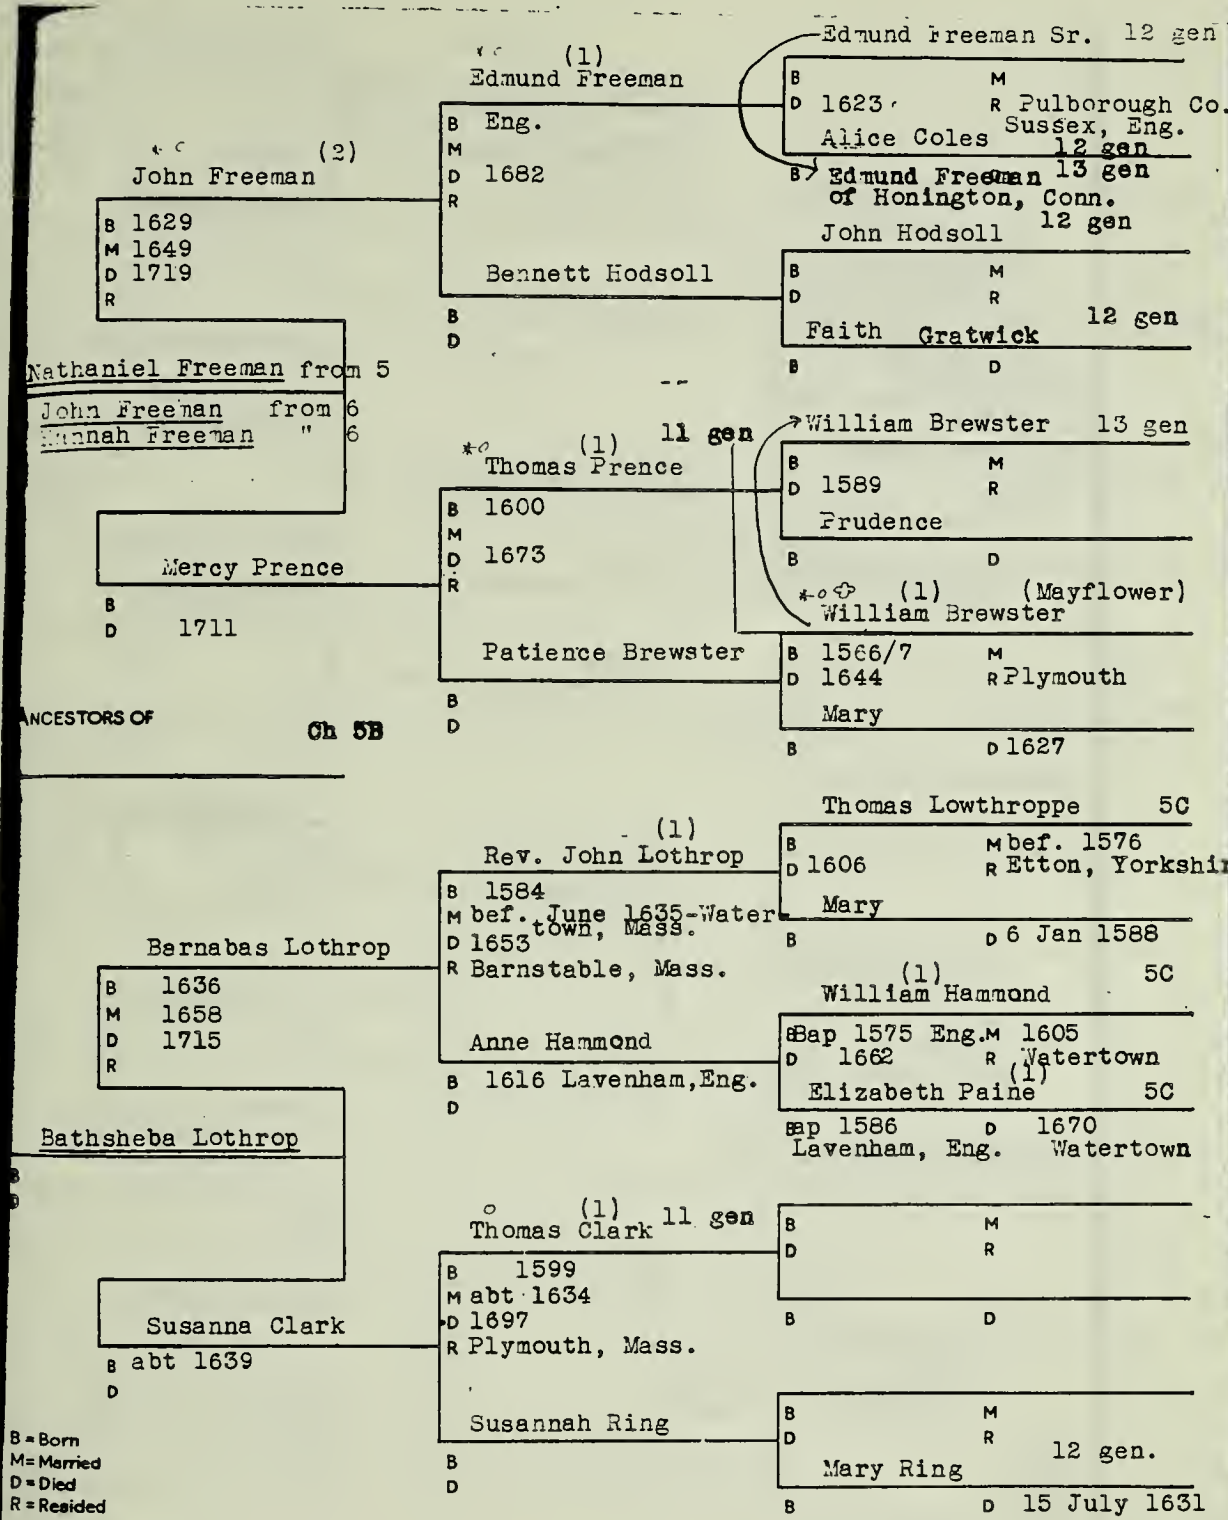 Edmund Freeman Sr. 12 gen
(1)
Edmund Freeman
B Eng.
M
D 1682
R
B M
D 1623 R Pulborough Co.
Sussex, Eng.
Alice Coles 12 gen
B Edmund Freeman 13 gen
of Honington, Conn.
(2)
John Freeman
B 1629
M 1649
D 1719
R
John Hodsoll 12 gen
Bennett Hodsoll
B
D
B M
D R
Faith Gratwick 12 gen
B D
Nathaniel Freeman from 5
John Freeman from 6
Hannah Freeman " 6
William Brewster 13 gen
11 gen
(1)
Thomas Prence
B 1600
M
D 1673
R
B M
D 1589 R
Prudence
B D
Mercy Prence
B
D 1711
(1) (Mayflower)
William Brewster
Patience Brewster
B
D
B 1566/7 M
D 1644 R Plymouth
Mary
B D 1627
ANCESTORS OF Ch 5B
Thomas Lowthroppe 5C
(1)
Rev. John Lothrop
B 1584
M bef. June 1635-Water-
town, Mass.
D 1653
R Barnstable, Mass.
B M bef. 1576
D 1606 R Etton, Yorkshir
Mary
B D 6 Jan 1588
Barnabas Lothrop
B 1636
M 1658
D 1715
R
(1) 5C
William Hammond
Anne Hammond
B 1616 Lavenham, Eng.
D
Bap 1575 Eng. M 1605
D 1662 R Watertown
(1)
Elizabeth Paine 5C
Bap 1586 D 1670
Lavenham, Eng. Watertown
Bathsheba Lothrop
B
D
(1)
Thomas Clark 11 gen
B 1599
M abt 1634
D 1697
R Plymouth, Mass.
B M
D R
B D
Susanna Clark
B abt 1639
D
Susannah Ring
B
D
B M
D R
Mary Ring 12 gen.
B D 15 July 1631
B = Born
M = Married
D = Died
R = Resided